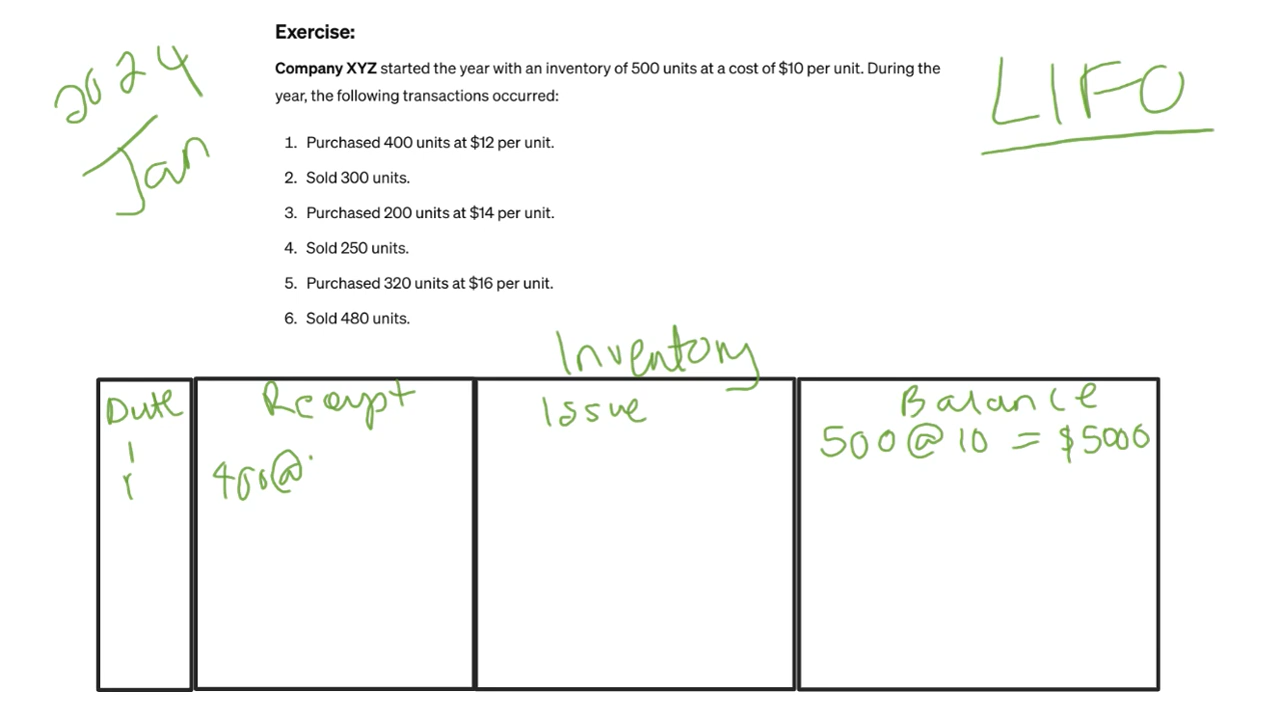 2024
Jan
Exercise:
LIFO
Company XYZ started the year with an inventory of 500 units at a cost of $10 per unit. During the
year, the following transactions occurred:
1. Purchased 400 units at $12 per unit.
2. Sold 300 units.
3. Purchased 200 units at $14 per unit.
4. Sold 250 units.
5. Purchased 320 units at $16 per unit.
6. Sold 480 units.
Inventory
Date Receipt Issue Balance
1 500@10 = $5000
1 400@